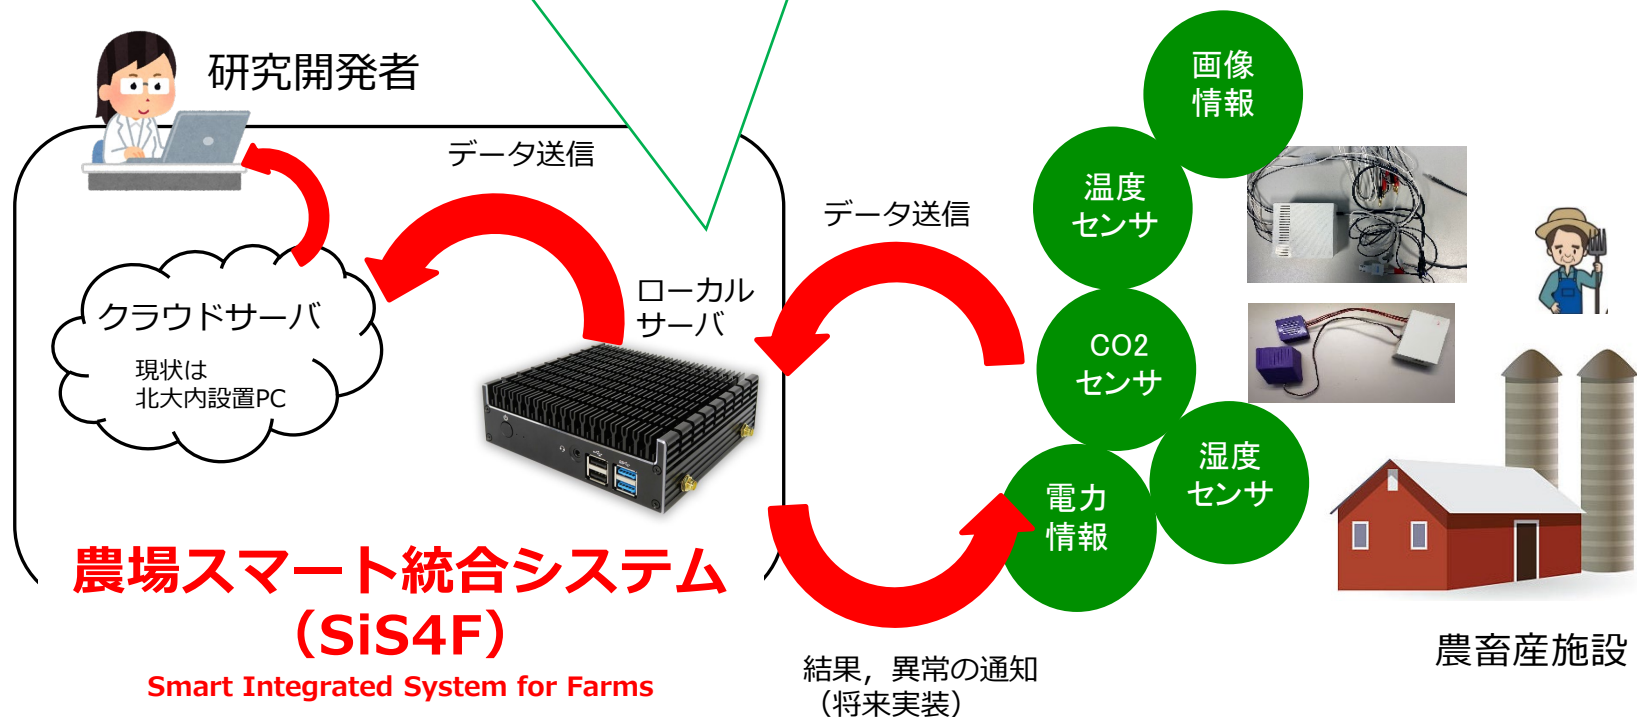 研究開発者
データ送信
クラウドサーバ
現状は
北大内設置PC
ローカル
サーバ
農場スマート統合システム
（SiS4F）
Smart Integrated System for Farms
データ送信
結果，異常の通知
（将来実装）
画像
情報
温度
センサ
CO2
センサ
湿度
センサ
電力
情報
農畜産施設